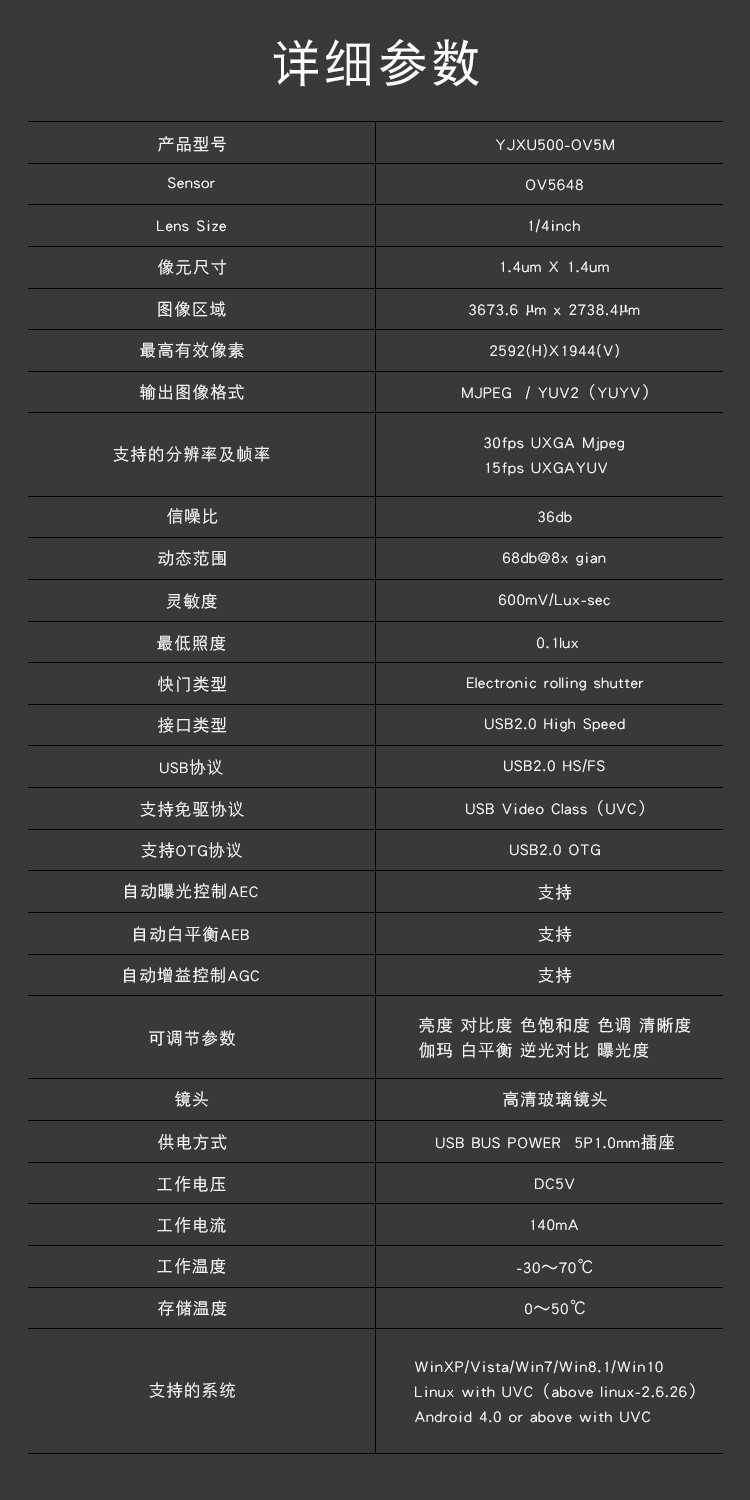 详细参数
产品型号 YJXU500-OV5M
Sensor OV5648
Lens Size 1/4inch
像元尺寸 1.4um X 1.4um
图像区域 3673.6 μm x 2738.4μm
最高有效像素 2592(H)X1944(V)
输出图像格式 MJPEG / YUV2（YUYV）
支持的分辨率及帧率 30fps UXGA Mjpeg
15fps UXGAYUV
信噪比 36db
动态范围 68db@8x gian
灵敏度 600mV/Lux-sec
最低照度 0.1lux
快门类型 Electronic rolling shutter
接口类型 USB2.0 High Speed
USB协议 USB2.0 HS/FS
支持免驱协议 USB Video Class（UVC）
支持OTG协议 USB2.0 OTG
自动曝光控制AEC 支持
自动白平衡AEB 支持
自动增益控制AGC 支持
可调节参数 亮度 对比度 色饱和度 色调 清晰度
伽玛 白平衡 逆光对比 曝光度
镜头 高清玻璃镜头
供电方式 USB BUS POWER 5P1.0mm插座
工作电压 DC5V
工作电流 140mA
工作温度 -30～70℃
存储温度 0～50℃
支持的系统 WinXP/Vista/Win7/Win8.1/Win10
Linux with UVC（above linux-2.6.26）
Android 4.0 or above with UVC